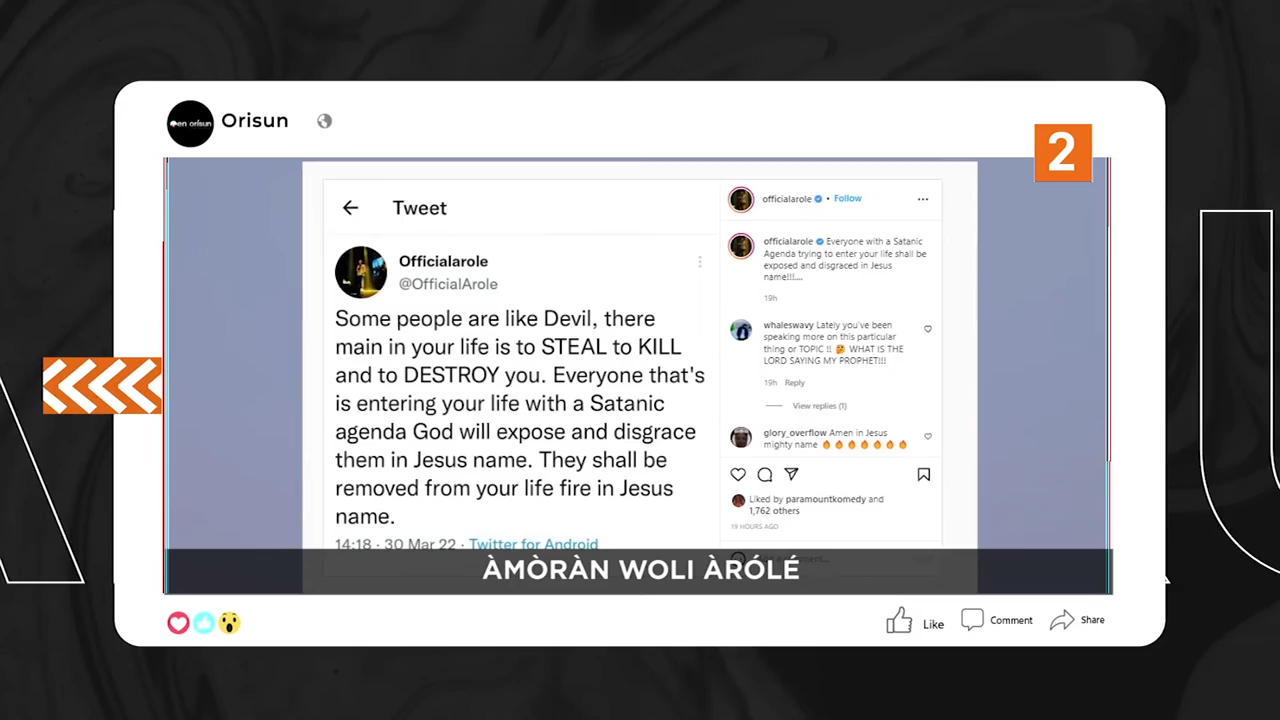 en orisun
Orisun
2
Tweet
Officialarole
@OfficialArole
Some people are like Devil, there
main in your life is to STEAL to KILL
and to DESTROY you. Everyone that's
is entering your life with a Satanic
agenda God will expose and disgrace
them in Jesus name. They shall be
removed from your life fire in Jesus
name.
14:18 · 30 Mar 22 · Twitter for Android
officialarole • Follow
officialarole Everyone with a Satanic
Agenda trying to enter your life shall be
exposed and disgraced in Jesus
name!!!....
19h
whaleswavy Lately you've been
speaking more on this particular
thing or TOPIC !! 🤔 WHAT IS THE
LORD SAYING MY PROPHET!!!
19h Reply
View replies (1)
glory_overflow Amen in Jesus
mighty name 🔥🔥🔥🔥🔥🔥🔥
Liked by paramountkomedy and
1,762 others
19 HOURS AGO
ÀMÒRÀN WOLI ÀRÓLÉ
Like
Comment
Share